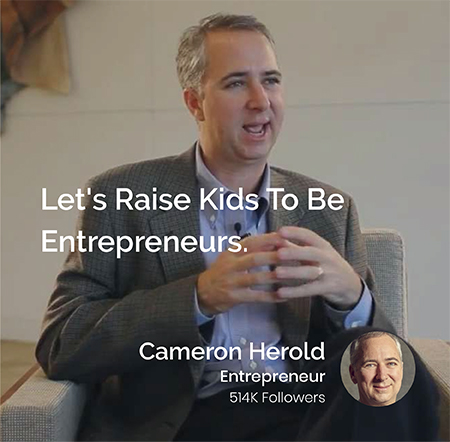 Let's Raise Kids To Be
Entrepreneurs.
Cameron Herold
Entrepreneur
514K Followers